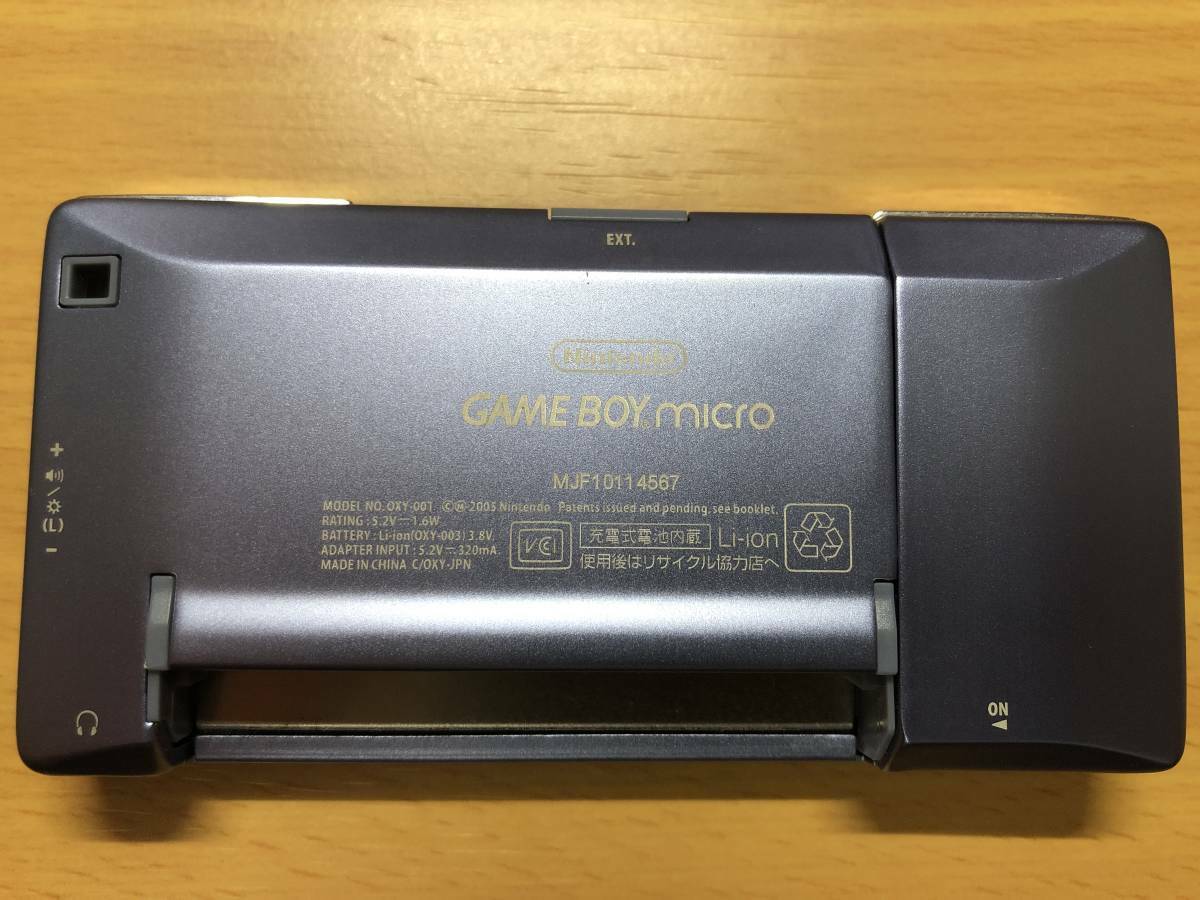 EXT.
Nintendo
GAME BOY® micro
MJF10114567
MODEL NO. OXY-001 ©Ⓜ2005 Nintendo Patents issued and pending, see booklet.
RATING : 5.2V⎓1.6W
BATTERY : Li-ion(OXY-003) 3.8V
ADAPTER INPUT : 5.2V⎓320mA
MADE IN CHINA C/OXY-JPN
VCI
充電式電池内蔵 Li-ion
使用後はリサイクル協力店へ
+
/
(L)
-
ON